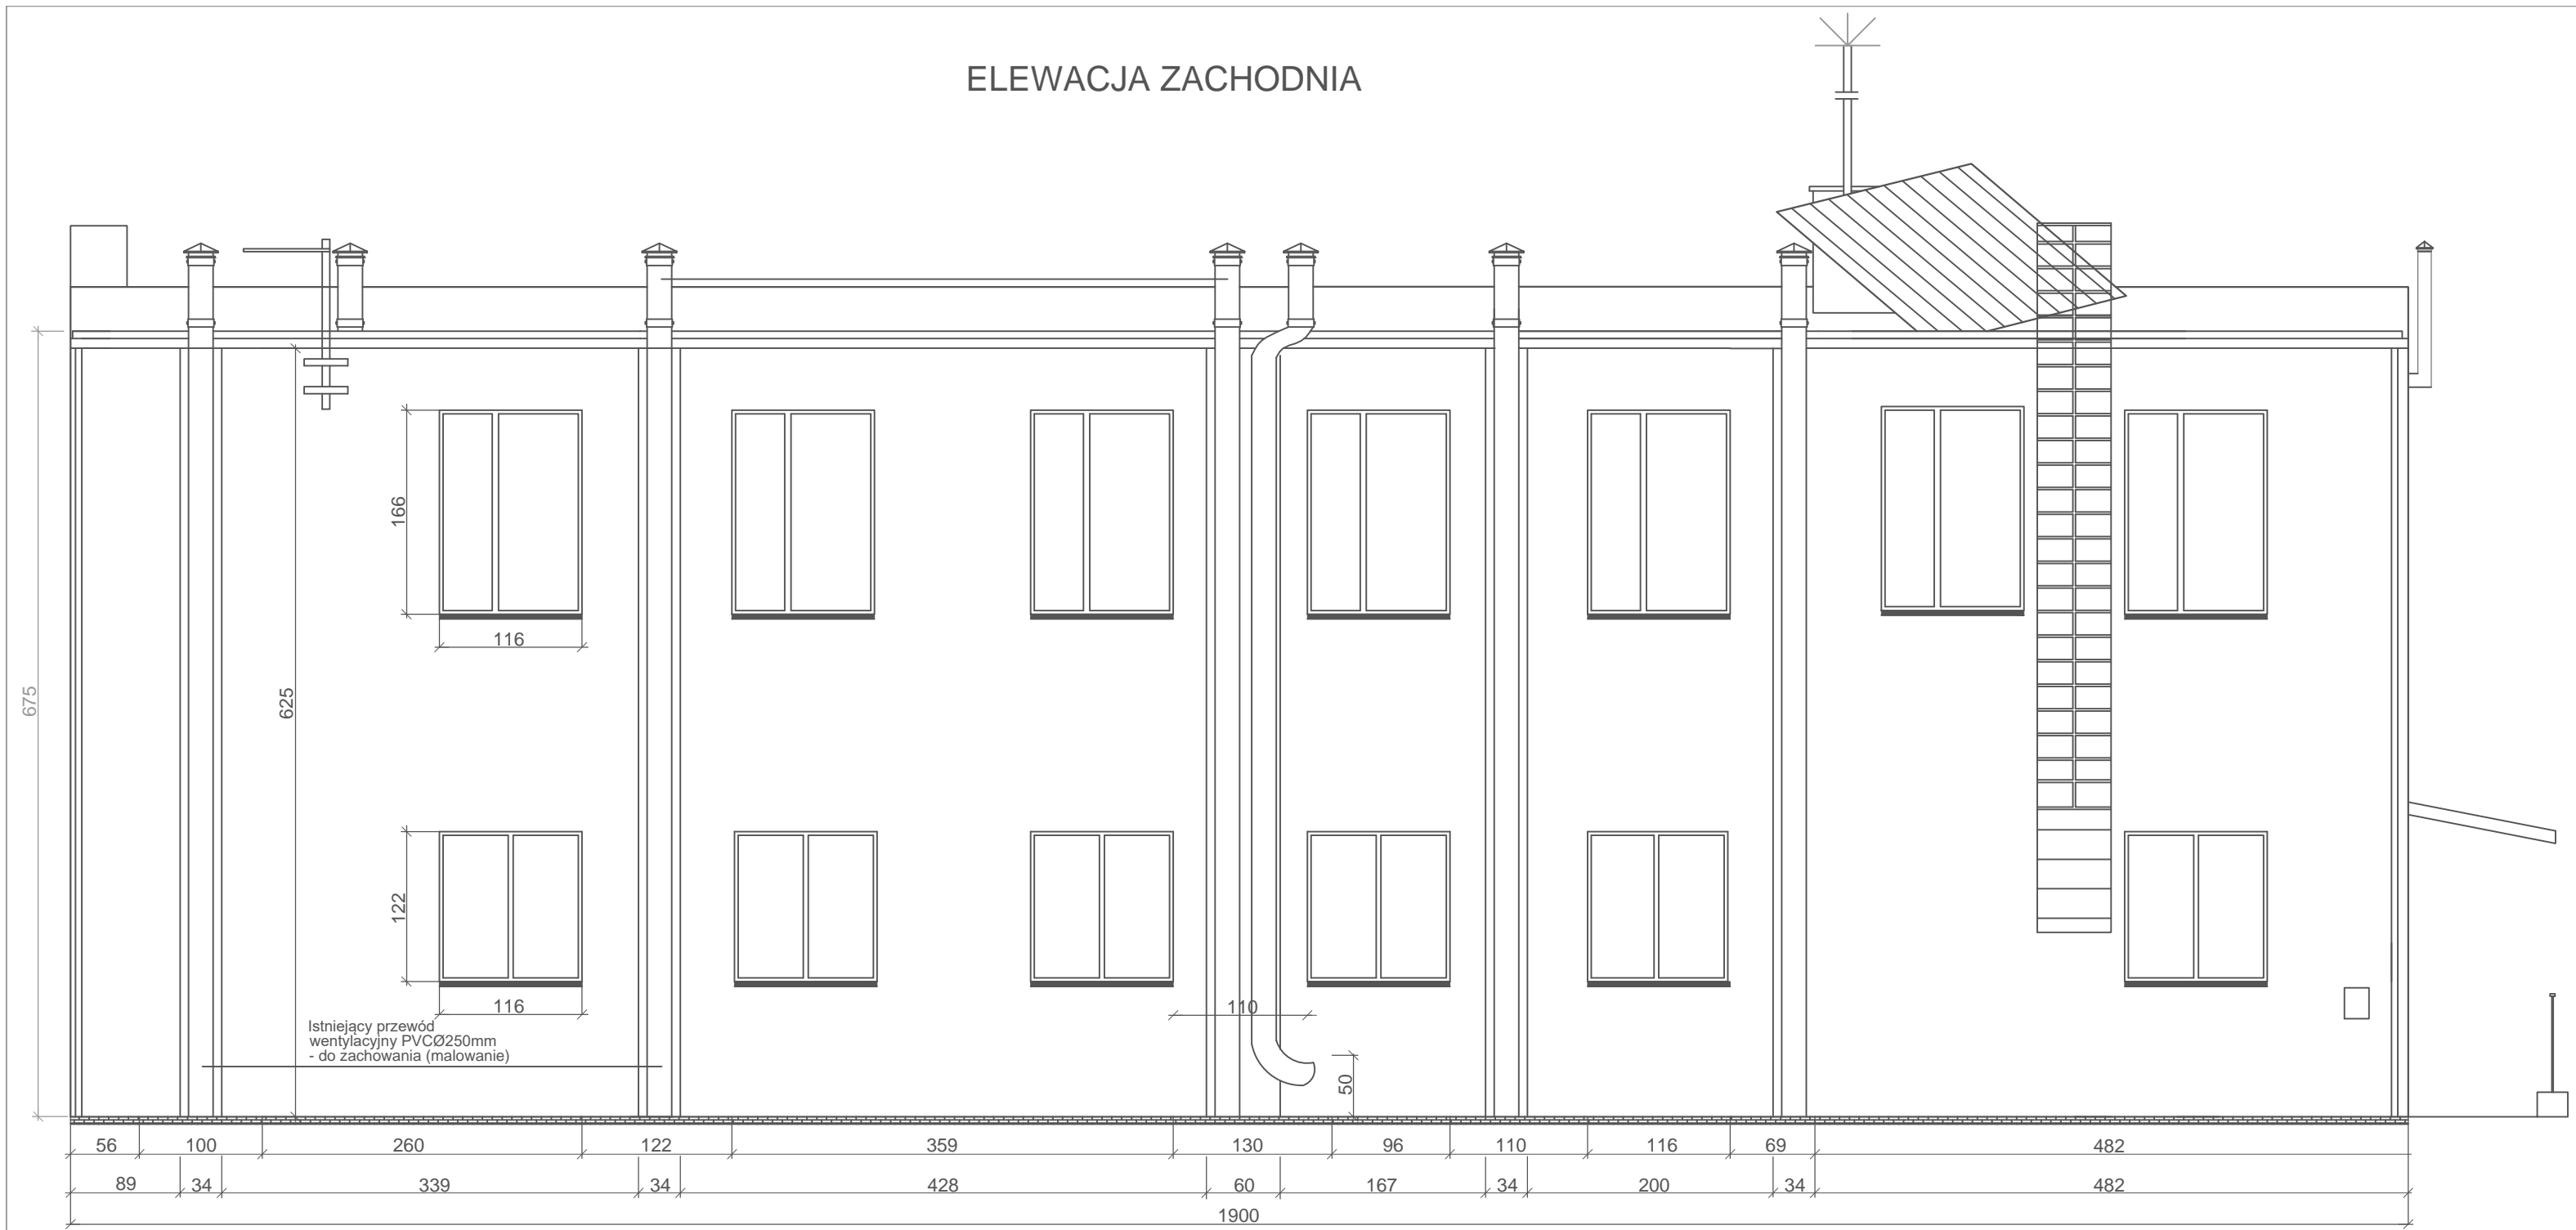 ELEWACJA ZACHODNIA
166
116
675
625
122
116
110
Istniejący przewód
wentylacyjny PVCØ250mm
- do zachowania (malowanie)
50
56 100 260 122 359 130 96 110 116 69 482
89 34 339 34 428 60 167 34 200 34 482
1900